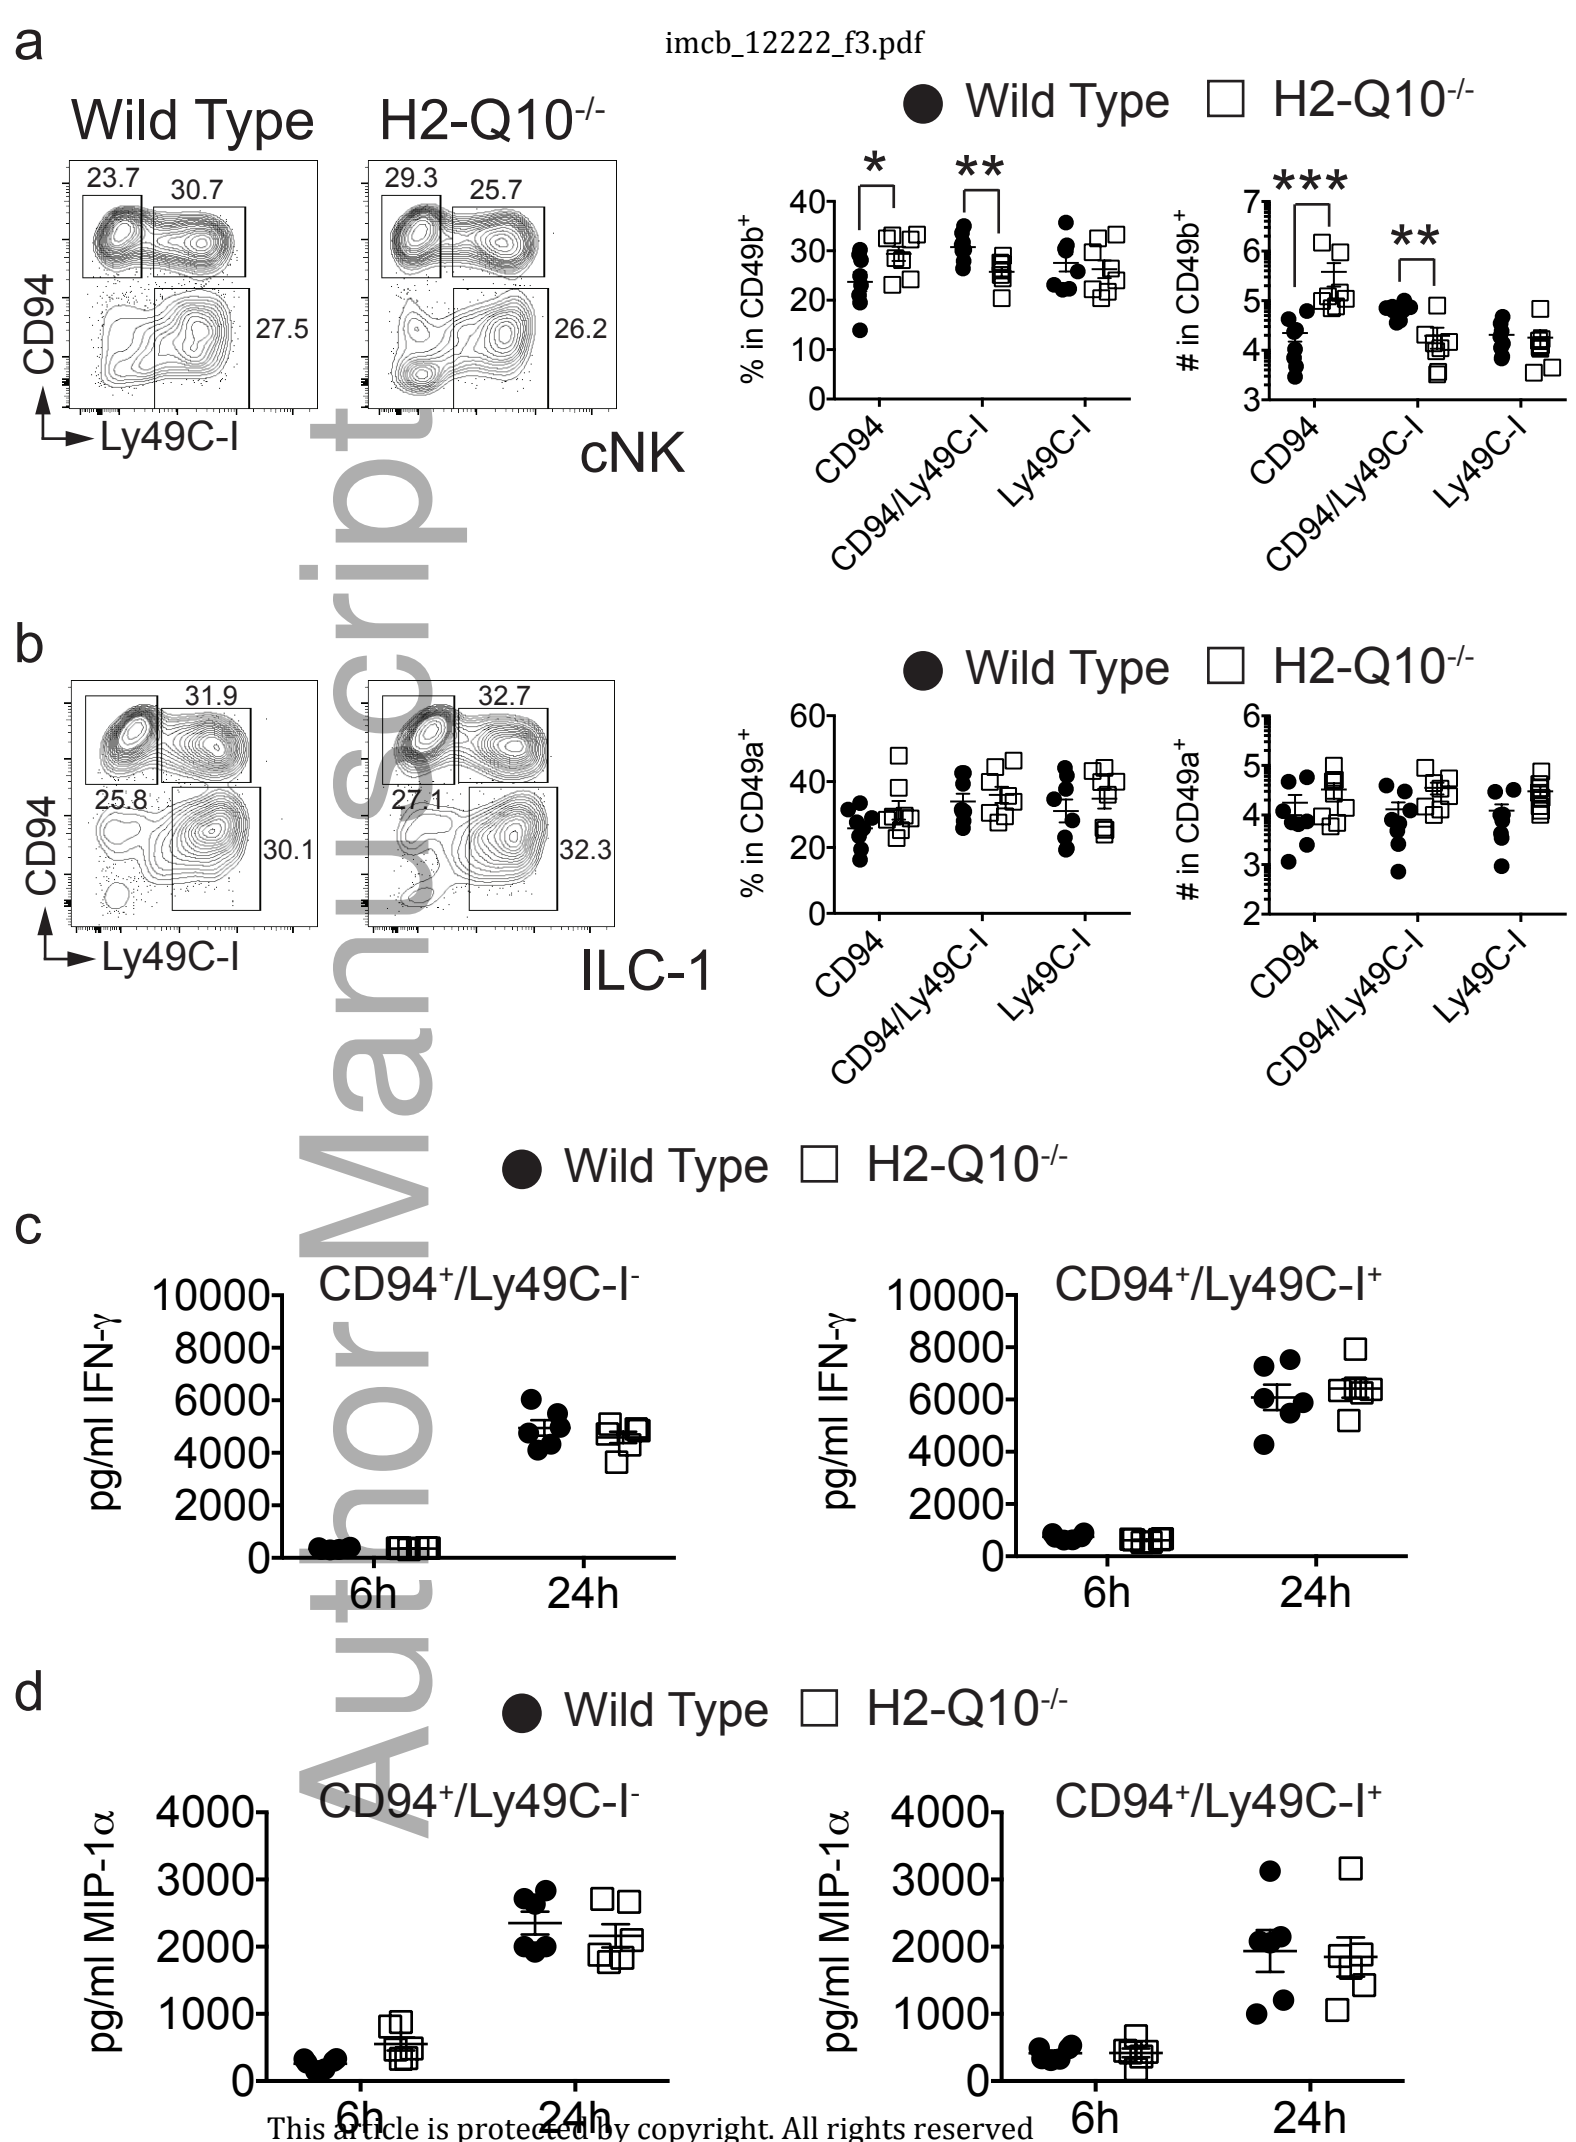 imcb_12222_f3.pdf
a
Wild Type H2-Q10-/-
Wild Type H2-Q10-/-
23.7
30.7
29.3
25.7
27.5
26.2
CD94
Ly49C-I
cNK
% in CD49b+
40
30
20
10
0
*
**
CD94
CD94/Ly49C-I
Ly49C-I
# in CD49b+
7
6
5
4
3
***
**
CD94
CD94/Ly49C-I
Ly49C-I
b
Wild Type H2-Q10-/-
31.9
25.8
30.1
32.7
27.1
32.3
CD94
Ly49C-I
ILC-1
% in CD49a+
60
40
20
0
CD94
CD94/Ly49C-I
Ly49C-I
# in CD49a+
6
5
4
3
2
CD94
CD94/Ly49C-I
Ly49C-I
Wild Type H2-Q10-/-
c
CD94+/Ly49C-I-
pg/ml IFN-γ
10000
8000
6000
4000
2000
0
6h 24h
CD94+/Ly49C-I+
pg/ml IFN-γ
10000
8000
6000
4000
2000
0
6h 24h
d
Wild Type H2-Q10-/-
CD94+/Ly49C-I-
pg/ml MIP-1α
4000
3000
2000
1000
0
6h 24h
CD94+/Ly49C-I+
pg/ml MIP-1α
4000
3000
2000
1000
0
6h 24h
Author Manuscript
This article is protected by copyright. All rights reserved